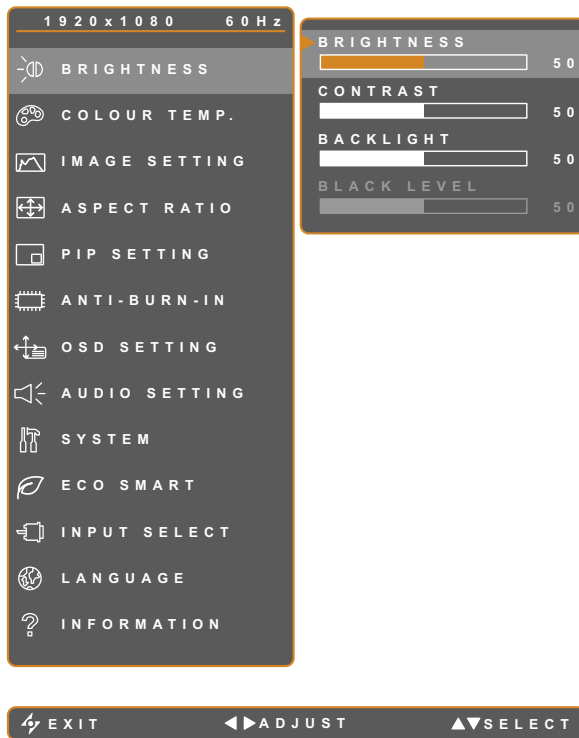 1920x1080 60Hz
BRIGHTNESS
COLOUR TEMP.
IMAGE SETTING
ASPECT RATIO
PIP SETTING
ANTI-BURN-IN
OSD SETTING
AUDIO SETTING
SYSTEM
ECO SMART
INPUT SELECT
LANGUAGE
INFORMATION
BRIGHTNESS
50
CONTRAST
50
BACKLIGHT
50
BLACK LEVEL
50
EXIT ◀▶ADJUST ▲▼SELECT